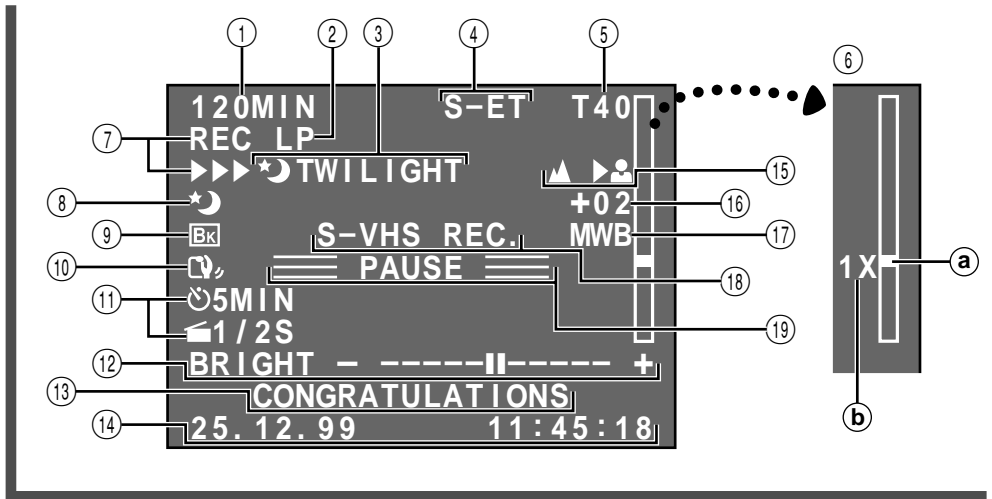 1 2 3 4 5 6
120MIN S-ET T40
7 REC LP
TWILIGHT 15
8 +02 16
9 BK S-VHS REC. MWB 17
10 PAUSE 18
1X a
11 5MIN
1/2S 19
12 BRIGHT – -----II----- +
b
13 CONGRATULATIONS
14 25.12.99 11:45:18